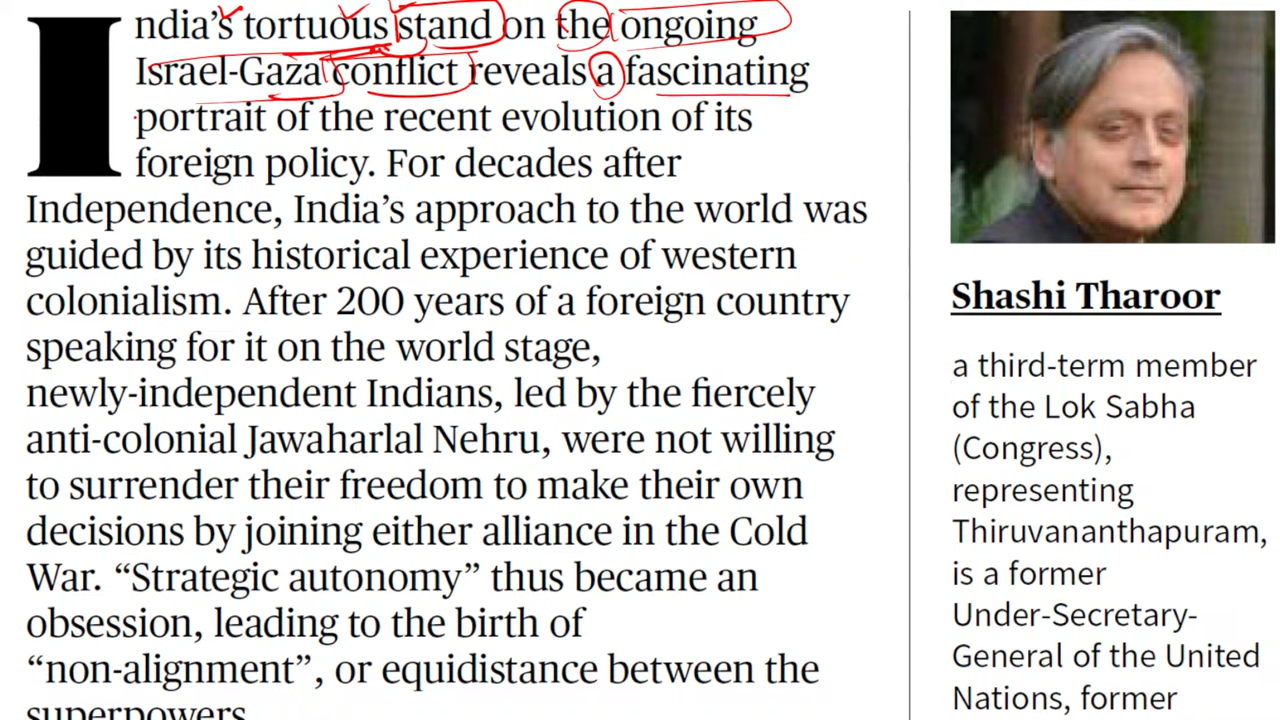 India's tortuous stand on the ongoing
Israel-Gaza conflict reveals a fascinating
portrait of the recent evolution of its
foreign policy. For decades after
Independence, India's approach to the world was
guided by its historical experience of western
colonialism. After 200 years of a foreign country
speaking for it on the world stage,
newly-independent Indians, led by the fiercely
anti-colonial Jawaharlal Nehru, were not willing
to surrender their freedom to make their own
decisions by joining either alliance in the Cold
War. “Strategic autonomy” thus became an
obsession, leading to the birth of
“non-alignment”, or equidistance between the
superpowers
Shashi Tharoor
a third-term member
of the Lok Sabha
(Congress),
representing
Thiruvananthapuram,
is a former
Under-Secretary-
General of the United
Nations, former